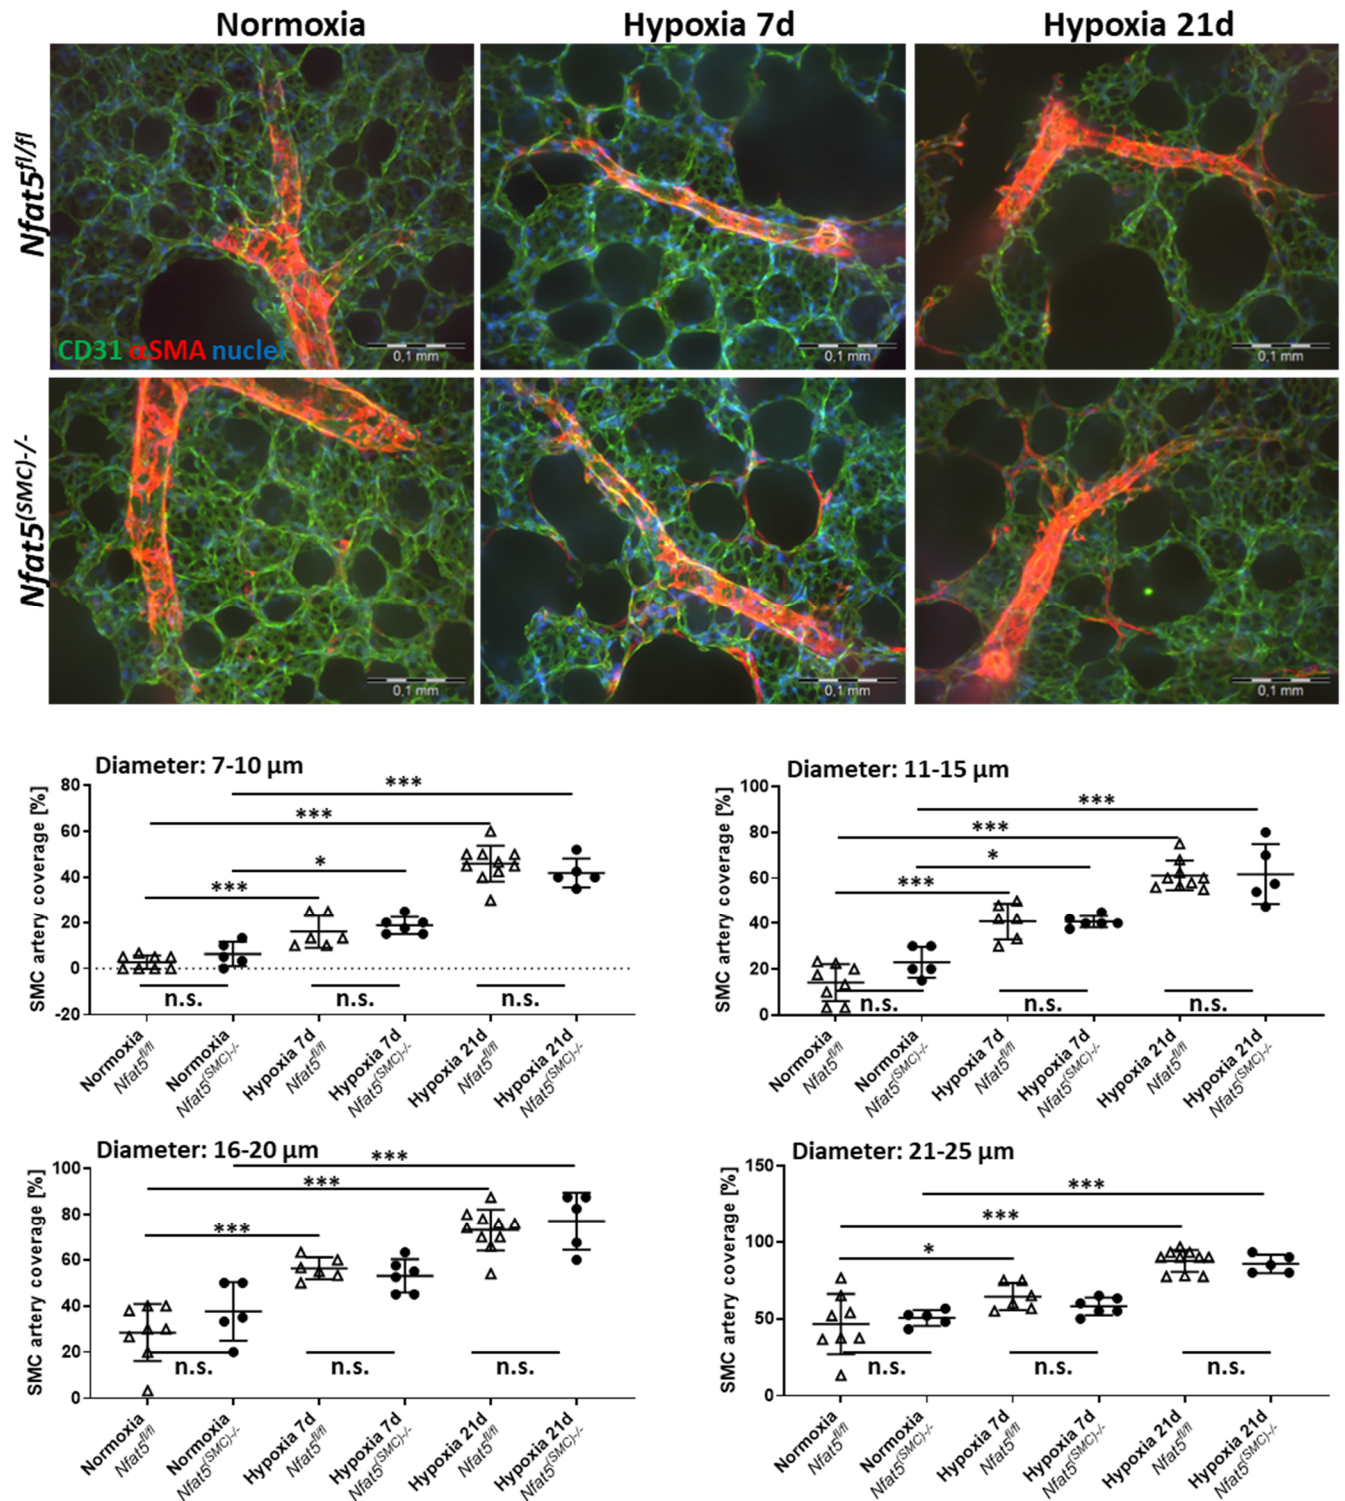 Normoxia Hypoxia 7d Hypoxia 21d
Nfat5fl/fl
CD31 αSMA nuclei
0.1 mm 0.1 mm 0.1 mm
Nfat5(SMC)-/-
0.1 mm 0.1 mm 0.1 mm
Diameter: 7-10 µm
SMC artery coverage [%]
80
60
40
20
0
-20
***
***
*
***
n.s. n.s. n.s.
Normoxia
Nfat5fl/fl
Normoxia
Nfat5(SMC)-/-
Hypoxia 7d
Nfat5fl/fl
Hypoxia 7d
Nfat5(SMC)-/-
Hypoxia 21d
Nfat5fl/fl
Hypoxia 21d
Nfat5(SMC)-/-
Diameter: 11-15 µm
SMC artery coverage [%]
100
80
60
40
20
0
***
***
*
***
n.s. n.s. n.s.
Normoxia
Nfat5fl/fl
Normoxia
Nfat5(SMC)-/-
Hypoxia 7d
Nfat5fl/fl
Hypoxia 7d
Nfat5(SMC)-/-
Hypoxia 21d
Nfat5fl/fl
Hypoxia 21d
Nfat5(SMC)-/-
Diameter: 16-20 µm
SMC artery coverage [%]
100
80
60
40
20
0
***
***
***
n.s. n.s. n.s.
Normoxia
Nfat5fl/fl
Normoxia
Nfat5(SMC)-/-
Hypoxia 7d
Nfat5fl/fl
Hypoxia 7d
Nfat5(SMC)-/-
Hypoxia 21d
Nfat5fl/fl
Hypoxia 21d
Nfat5(SMC)-/-
Diameter: 21-25 µm
SMC artery coverage [%]
150
100
50
0
***
***
*
n.s. n.s. n.s.
Normoxia
Nfat5fl/fl
Normoxia
Nfat5(SMC)-/-
Hypoxia 7d
Nfat5fl/fl
Hypoxia 7d
Nfat5(SMC)-/-
Hypoxia 21d
Nfat5fl/fl
Hypoxia 21d
Nfat5(SMC)-/-